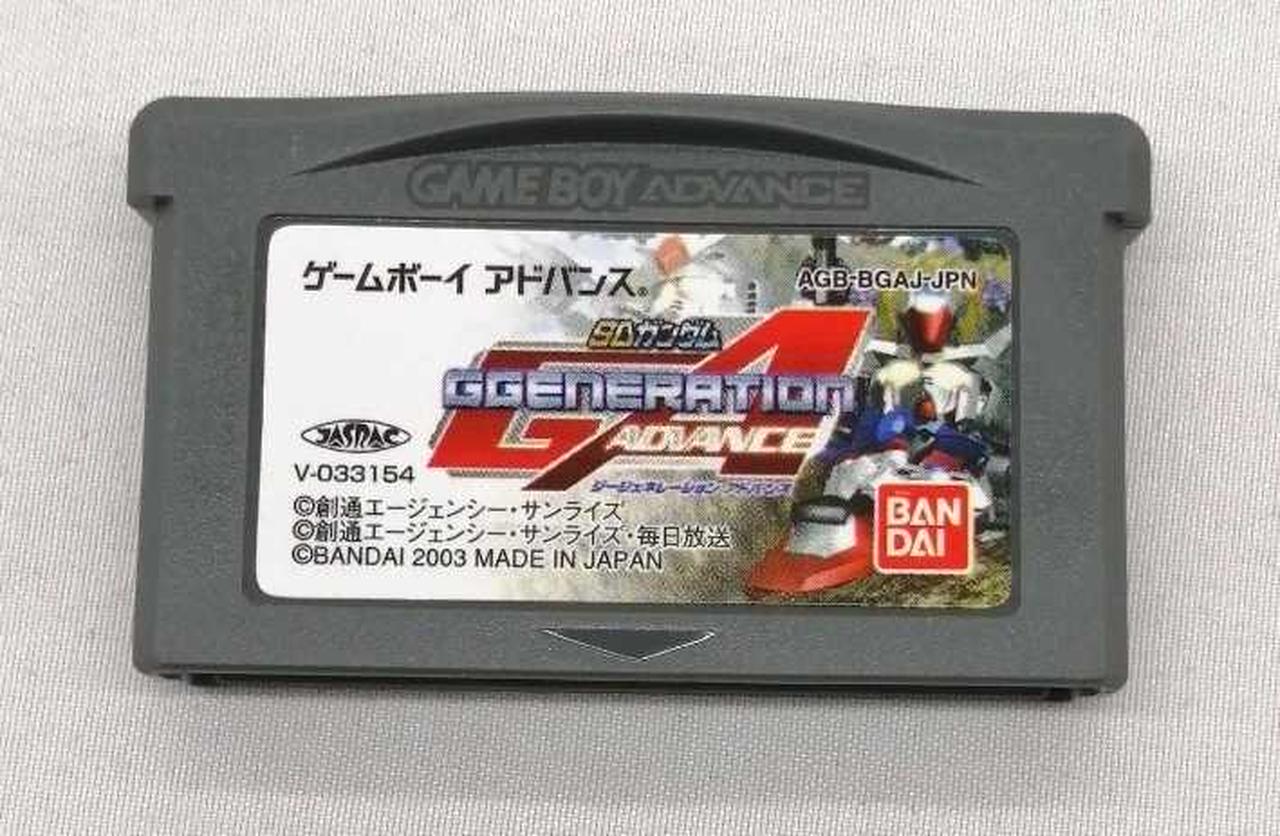 GAME BOY ADVANCE
ゲームボーイ アドバンス®
AGB-BGAJ-JPN
SDガンダム
GGENERATION
ADVANCE
ジージェネレーション アドバンス
JASRAC
V-033154
©創通エージェンシー・サンライズ
©創通エージェンシー・サンライズ・毎日放送
©BANDAI 2003 MADE IN JAPAN
BAN
DAI